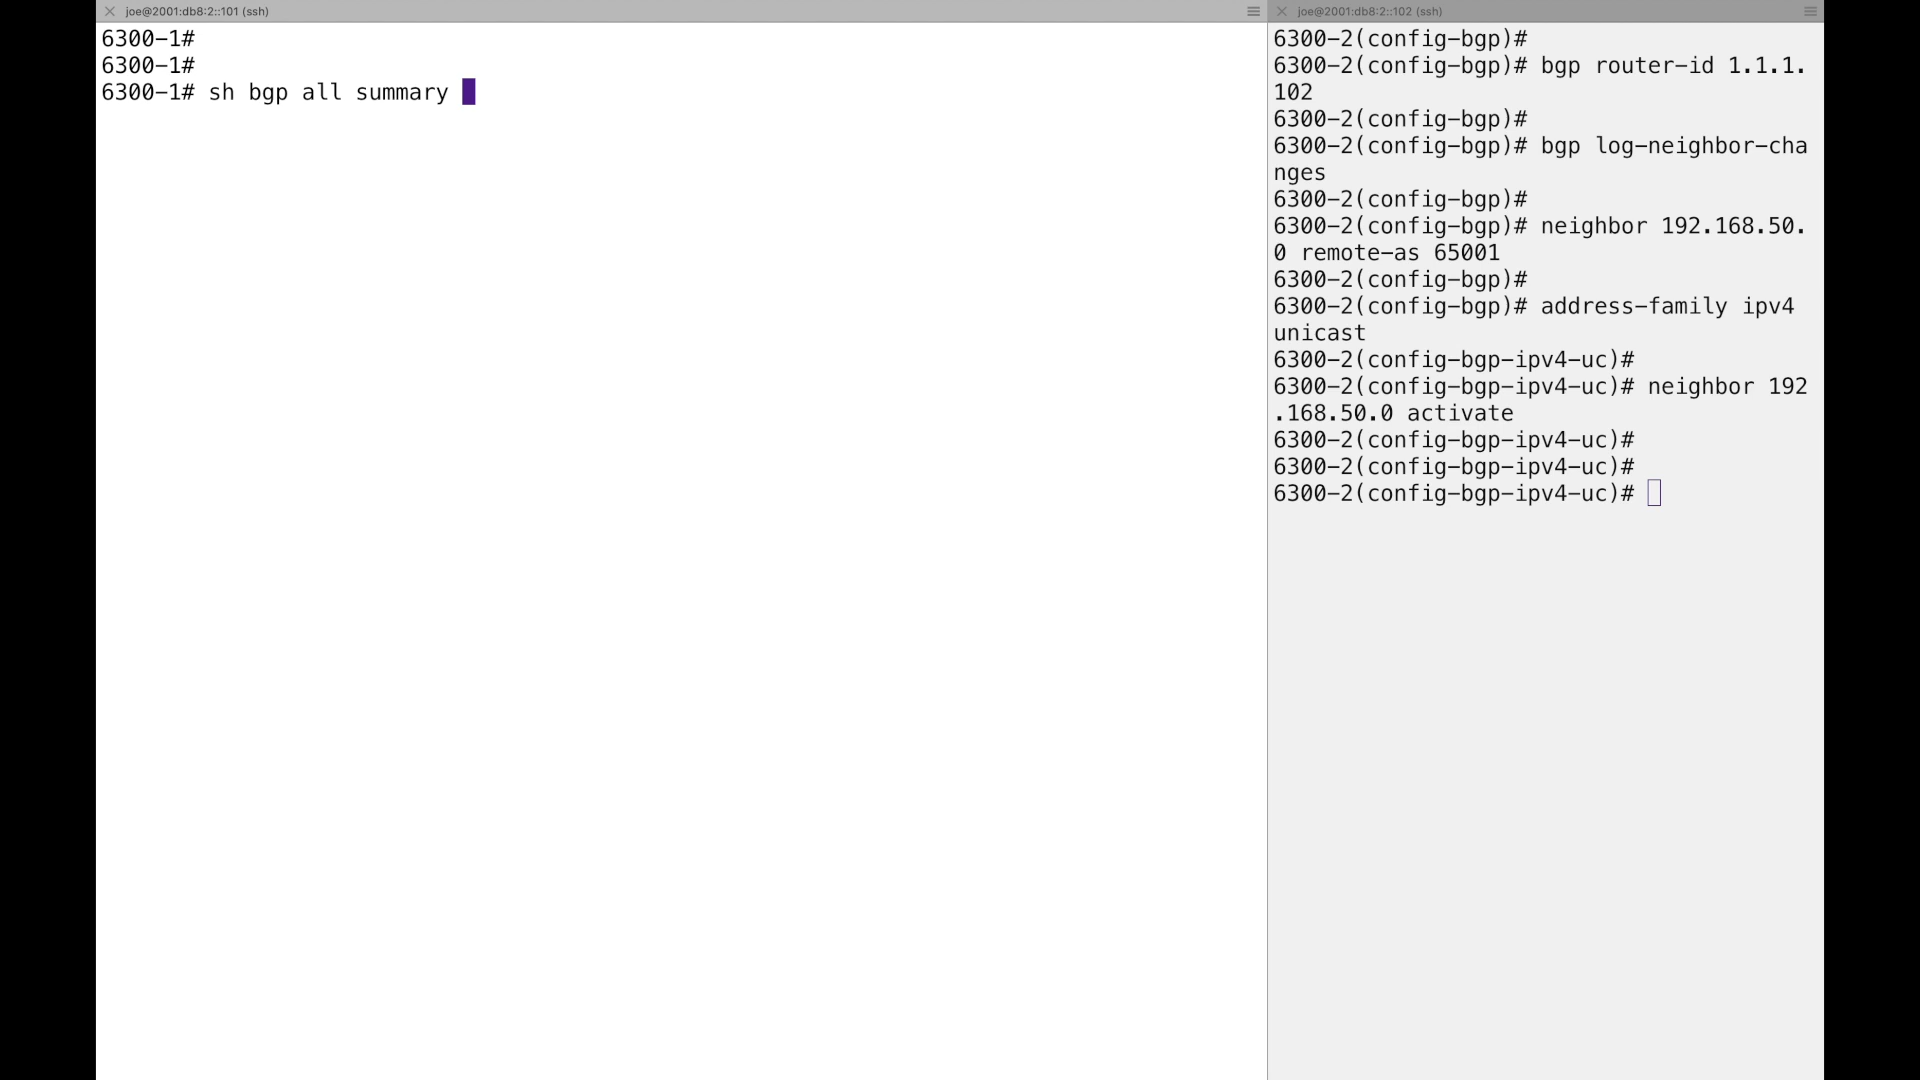 joe@2001:db8:2::101 (ssh)
6300-1#
6300-1#
6300-1# sh bgp all summary
joe@2001:db8:2::102 (ssh)
6300-2(config-bgp)#
6300-2(config-bgp)# bgp router-id 1.1.1.
102
6300-2(config-bgp)#
6300-2(config-bgp)# bgp log-neighbor-cha
nges
6300-2(config-bgp)#
6300-2(config-bgp)# neighbor 192.168.50.
0 remote-as 65001
6300-2(config-bgp)#
6300-2(config-bgp)# address-family ipv4
unicast
6300-2(config-bgp-ipv4-uc)#
6300-2(config-bgp-ipv4-uc)# neighbor 192
.168.50.0 activate
6300-2(config-bgp-ipv4-uc)#
6300-2(config-bgp-ipv4-uc)#
6300-2(config-bgp-ipv4-uc)#